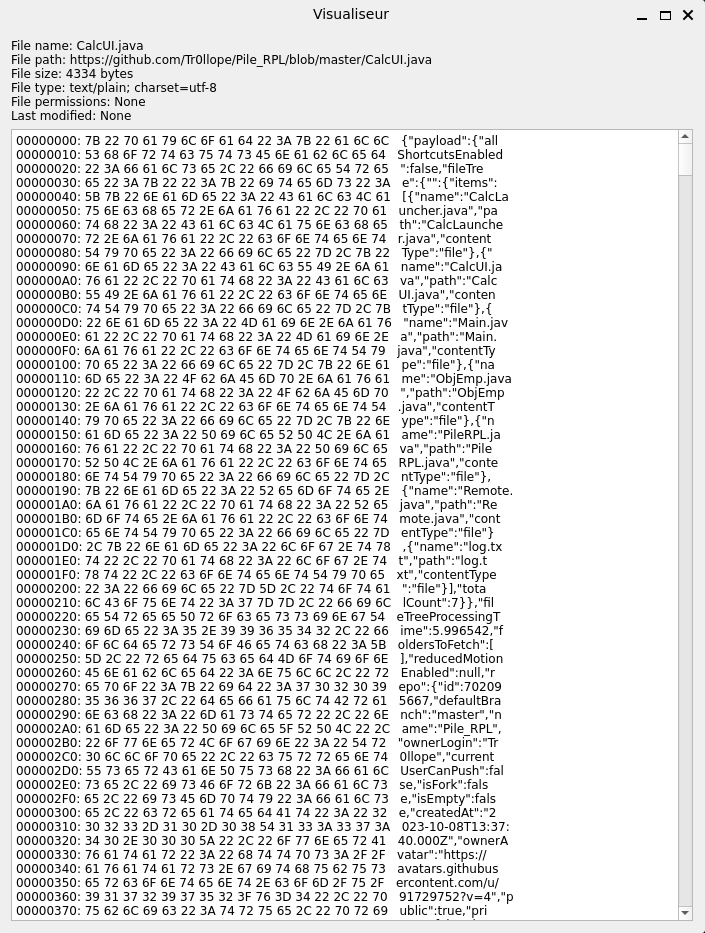 Visualiseur
File name: CalcUI.java
File path: https://github.com/Tr0llope/Pile_RPL/blob/master/CalcUI.java
File size: 4334 bytes
File type: text/plain; charset=utf-8
File permissions: None
Last modified: None
00000000: 7B 22 70 61 79 6C 6F 61 64 22 3A 7B 22 61 6C 6C {"payload":{"all
00000010: 53 68 6F 72 74 63 75 74 73 45 6E 61 62 6C 65 64 ShortcutsEnabled
00000020: 22 3A 66 61 6C 73 65 2C 22 66 69 6C 65 54 72 65 ":false,"fileTre
00000030: 65 22 3A 7B 22 22 3A 7B 22 69 74 65 6D 73 22 3A e":{"":{"items":
00000040: 5B 7B 22 6E 61 6D 65 22 3A 22 43 61 6C 63 4C 61 [{"name":"CalcLa
00000050: 75 6E 63 68 65 72 2E 6A 61 76 61 22 2C 22 70 61 uncher.java","pa
00000060: 74 68 22 3A 22 43 61 6C 63 4C 61 75 6E 63 68 65 th":"CalcLaunche
00000070: 72 2E 6A 61 76 61 22 2C 22 63 6F 6E 74 65 6E 74 r.java","content
00000080: 54 79 70 65 22 3A 22 66 69 6C 65 22 7D 2C 7B 22 Type":"file"},{"
00000090: 6E 61 6D 65 22 3A 22 43 61 6C 63 55 49 2E 6A 61 name":"CalcUI.ja
000000A0: 76 61 22 2C 22 70 61 74 68 22 3A 22 43 61 6C 63 va","path":"Calc
000000B0: 55 49 2E 6A 61 76 61 22 2C 22 63 6F 6E 74 65 6E UI.java","conten
000000C0: 74 54 79 70 65 22 3A 22 66 69 6C 65 22 7D 2C 7B tType":"file"},{
000000D0: 22 6E 61 6D 65 22 3A 22 4D 61 69 6E 2E 6A 61 76 "name":"Main.jav
000000E0: 61 22 2C 22 70 61 74 68 22 3A 22 4D 61 69 6E 2E a","path":"Main.
000000F0: 6A 61 76 61 22 2C 22 63 6F 6E 74 65 6E 74 54 79 java","contentTy
00000100: 70 65 22 3A 22 66 69 6C 65 22 7D 2C 7B 22 6E 61 pe":"file"},{"na
00000110: 6D 65 22 3A 22 4F 62 6A 45 6D 70 2E 6A 61 76 61 me":"ObjEmp.java
00000120: 22 2C 22 70 61 74 68 22 3A 22 4F 62 6A 45 6D 70 ","path":"ObjEmp
00000130: 2E 6A 61 76 61 22 2C 22 63 6F 6E 74 65 6E 74 54 .java","contentT
00000140: 79 70 65 22 3A 22 66 69 6C 65 22 7D 2C 7B 22 6E ype":"file"},{"n
00000150: 61 6D 65 22 3A 22 50 69 6C 65 52 50 4C 2E 6A 61 ame":"PileRPL.ja
00000160: 76 61 22 2C 22 70 61 74 68 22 3A 22 50 69 6C 65 va","path":"Pile
00000170: 52 50 4C 2E 6A 61 76 61 22 2C 22 63 6F 6E 74 65 RPL.java","conte
00000180: 6E 74 54 79 70 65 22 3A 22 66 69 6C 65 22 7D 2C ntType":"file"},
00000190: 7B 22 6E 61 6D 65 22 3A 22 52 65 6D 6F 74 65 2E {"name":"Remote.
000001A0: 6A 61 76 61 22 2C 22 70 61 74 68 22 3A 22 52 65 java","path":"Re
000001B0: 6D 6F 74 65 2E 6A 61 76 61 22 2C 22 63 6F 6E 74 mote.java","cont
000001C0: 65 6E 74 54 79 70 65 22 3A 22 66 69 6C 65 22 7D entType":"file"}
000001D0: 2C 7B 22 6E 61 6D 65 22 3A 22 6C 6F 67 2E 74 78 ,{"name":"log.tx
000001E0: 74 22 2C 22 70 61 74 68 22 3A 22 6C 6F 67 2E 74 t","path":"log.t
000001F0: 78 74 22 2C 22 63 6F 6E 74 65 6E 74 54 79 70 65 xt","contentType
00000200: 22 3A 22 66 69 6C 65 22 7D 5D 2C 22 74 6F 74 61 ":"file"}],"tota
00000210: 6C 43 6F 75 6E 74 22 3A 37 7D 7D 2C 22 66 69 6C lCount":7}},"fil
00000220: 65 54 72 65 65 50 72 6F 63 65 73 73 69 6E 67 54 eTreeProcessingT
00000230: 69 6D 65 22 3A 35 2E 39 39 36 35 34 32 2C 22 66 ime":5.996542,"f
00000240: 6F 6C 64 65 72 73 54 6F 46 65 74 63 68 22 3A 5B oldersToFetch":[
00000250: 5D 2C 22 72 65 64 75 63 65 64 4D 6F 74 69 6F 6E ],"reducedMotion
00000260: 45 6E 61 62 6C 65 64 22 3A 6E 75 6C 6C 2C 22 72 Enabled":null,"r
00000270: 65 70 6F 22 3A 7B 22 69 64 22 3A 37 30 32 30 39 epo":{"id":70209
00000280: 35 36 36 37 2C 22 64 65 66 61 75 6C 74 42 72 61 5667,"defaultBra
00000290: 6E 63 68 22 3A 22 6D 61 73 74 65 72 22 2C 22 6E nch":"master","n
000002A0: 61 6D 65 22 3A 22 50 69 6C 65 5F 52 50 4C 22 2C ame":"Pile_RPL",
000002B0: 22 6F 77 6E 65 72 4C 6F 67 69 6E 22 3A 22 54 72 "ownerLogin":"Tr
000002C0: 30 6C 6C 6F 70 65 22 2C 22 63 75 72 72 65 6E 74 0llope","current
000002D0: 55 73 65 72 43 61 6E 50 75 73 68 22 3A 66 61 6C UserCanPush":fal
000002E0: 73 65 2C 22 69 73 46 6F 72 6B 22 3A 66 61 6C 73 se,"isFork":fals
000002F0: 65 2C 22 69 73 45 6D 70 74 79 22 3A 66 61 6C 73 e,"isEmpty":fals
00000300: 65 2C 22 63 72 65 61 74 65 64 41 74 22 3A 22 32 e,"createdAt":"2
00000310: 30 32 33 2D 31 30 2D 30 38 54 31 33 3A 33 37 3A 023-10-08T13:37:
00000320: 34 30 2E 30 30 30 5A 22 2C 22 6F 77 6E 65 72 41 40.000Z","ownerA
00000330: 76 61 74 61 72 22 3A 22 68 74 74 70 73 3A 2F 2F vatar":"https://
00000340: 61 76 61 74 61 72 73 2E 67 69 74 68 75 62 75 73 avatars.githubus
00000350: 65 72 63 6F 6E 74 65 6E 74 2E 63 6F 6D 2F 75 2F ercontent.com/u/
00000360: 39 31 37 32 39 37 35 32 3F 76 3D 34 22 2C 22 70 91729752?v=4","p
00000370: 75 62 6C 69 63 22 3A 74 72 75 65 2C 22 70 72 69 ublic":true,"pri